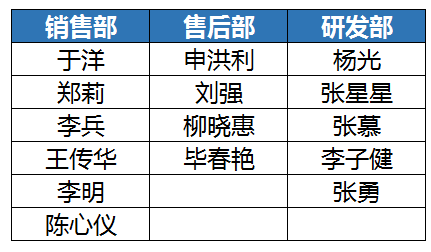 销售部 售后部 研发部
于洋 申洪利 杨光
郑莉 刘强 张星星
李兵 柳晓惠 张慕
王传华 毕春艳 李子健
李明 张勇
陈心仪